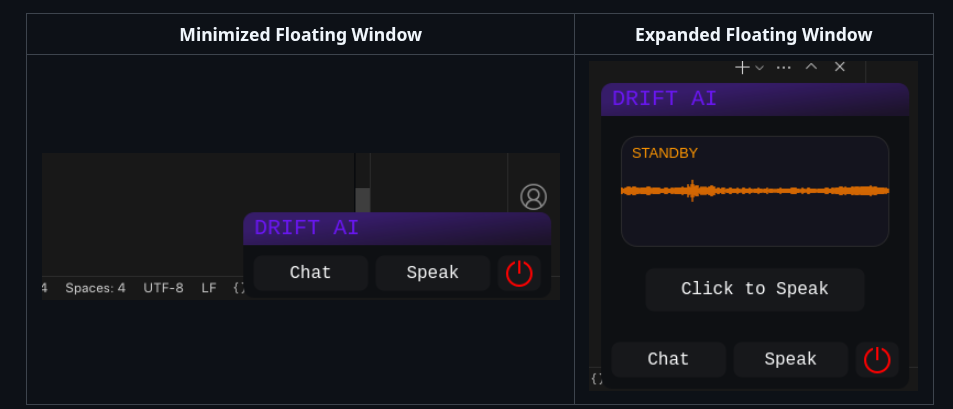 Minimized Floating Window
Expanded Floating Window
DRIFT AI
Chat Speak
4 Spaces: 4 UTF-8 LF {}
DRIFT AI
STANDBY
Click to Speak
Chat Speak
{}